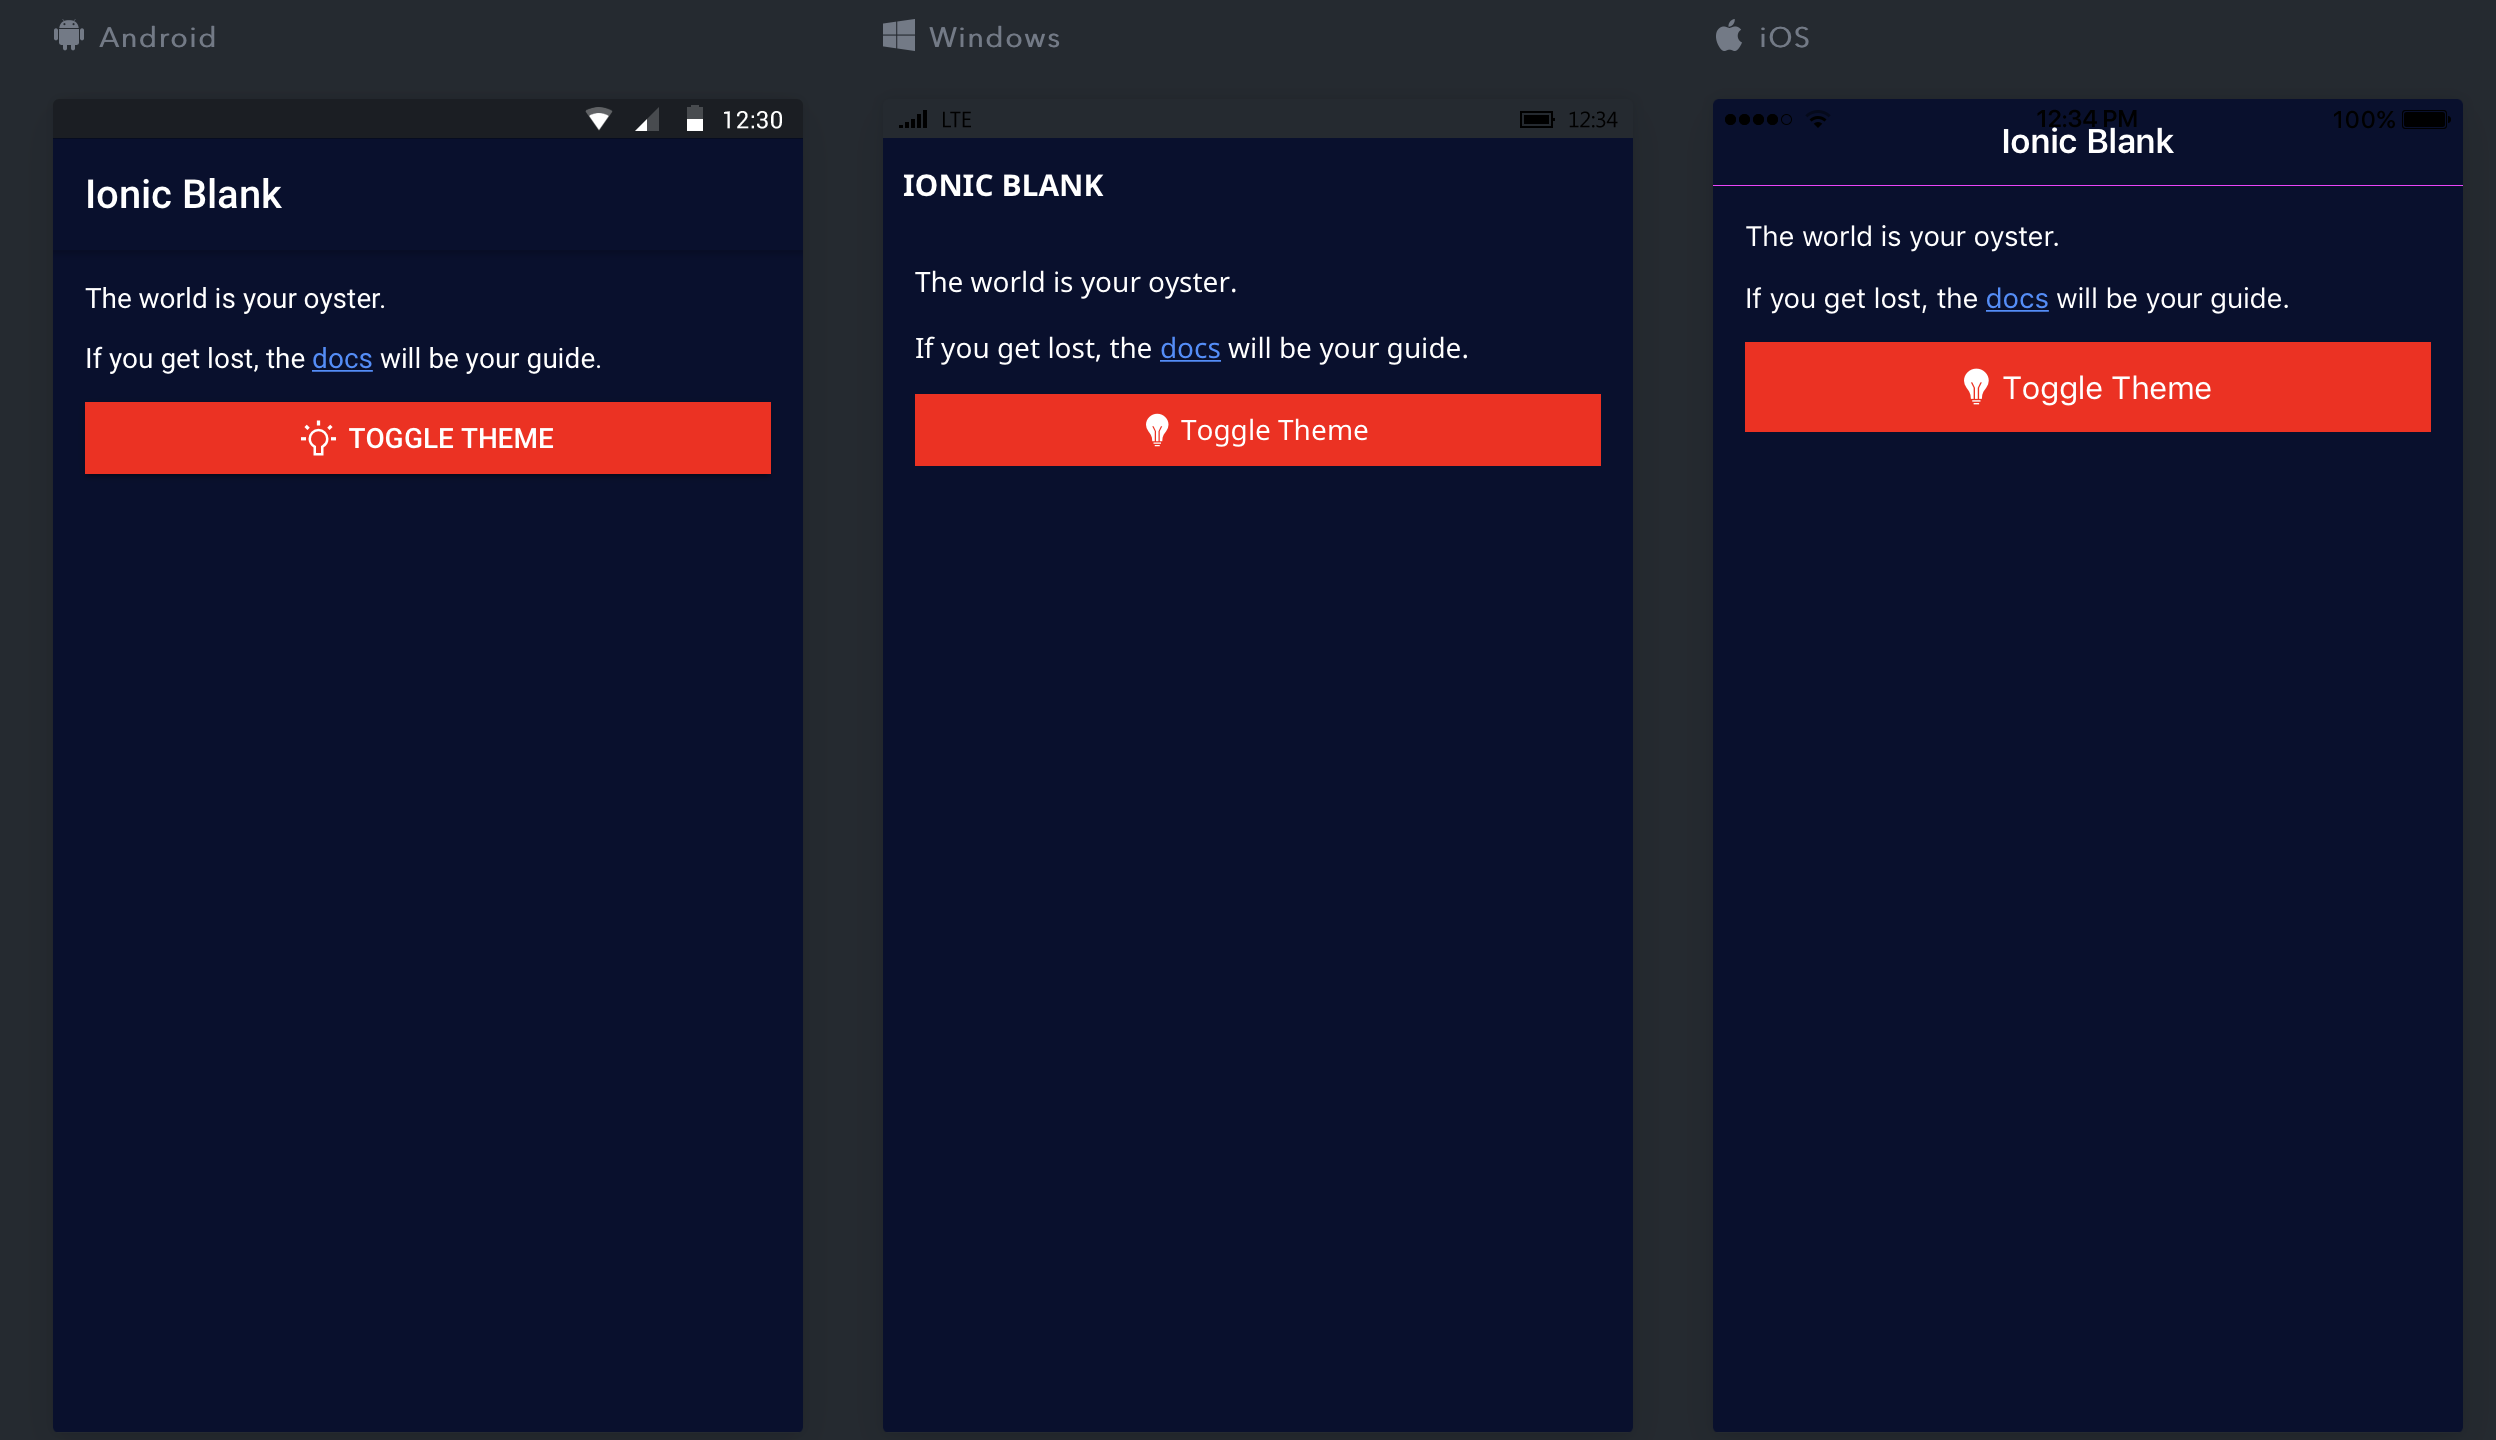 Android
12:30
Ionic Blank
The world is your oyster.
If you get lost, the docs will be your guide.
TOGGLE THEME
Windows
LTE
12:34
IONIC BLANK
The world is your oyster.
If you get lost, the docs will be your guide.
Toggle Theme
iOS
12:34 PM
100%
Ionic Blank
The world is your oyster.
If you get lost, the docs will be your guide.
Toggle Theme